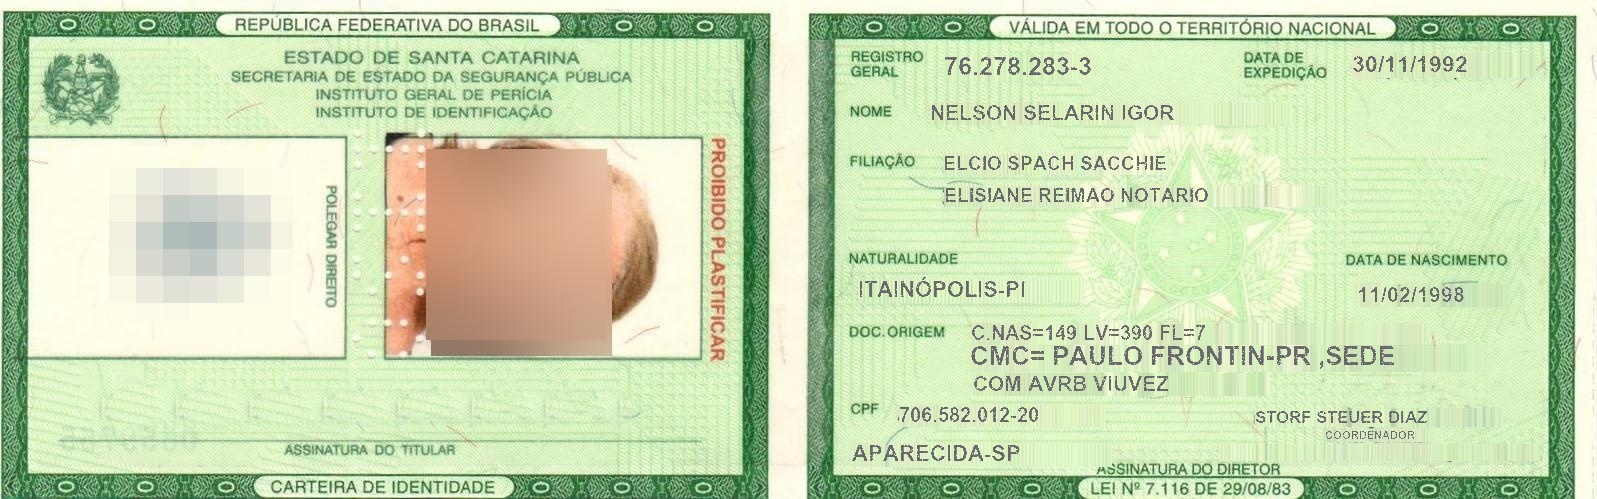 REPÚBLICA FEDERATIVA DO BRASIL
ESTADO DE SANTA CATARINA
SECRETARIA DE ESTADO DA SEGURANÇA PÚBLICA
INSTITUTO GERAL DE PERÍCIA
INSTITUTO DE IDENTIFICAÇÃO
POLEGAR DIREITO
PROIBIDO PLASTIFICAR
ASSINATURA DO TITULAR
CARTEIRA DE IDENTIDADE
VÁLIDA EM TODO O TERRITÓRIO NACIONAL
REGISTRO GERAL 76.278.283-3 DATA DE EXPEDIÇÃO 30/11/1992
NOME NELSON SELARIN IGOR
FILIAÇÃO ELCIO SPACH SACCHIE
ELISIANE REIMAO NOTARIO
NATURALIDADE DATA DE NASCIMENTO
ITAINÓPOLIS-PI 11/02/1998
DOC.ORIGEM C.NAS=149 LV=390 FL=7
CMC= PAULO FRONTIN-PR ,SEDE
COM AVRB VIUVEZ
CPF 706.582.012-20 STORF STEUER DIAZ
COORDENADOR
APARECIDA-SP
ASSINATURA DO DIRETOR
LEI Nº 7.116 DE 29/08/83